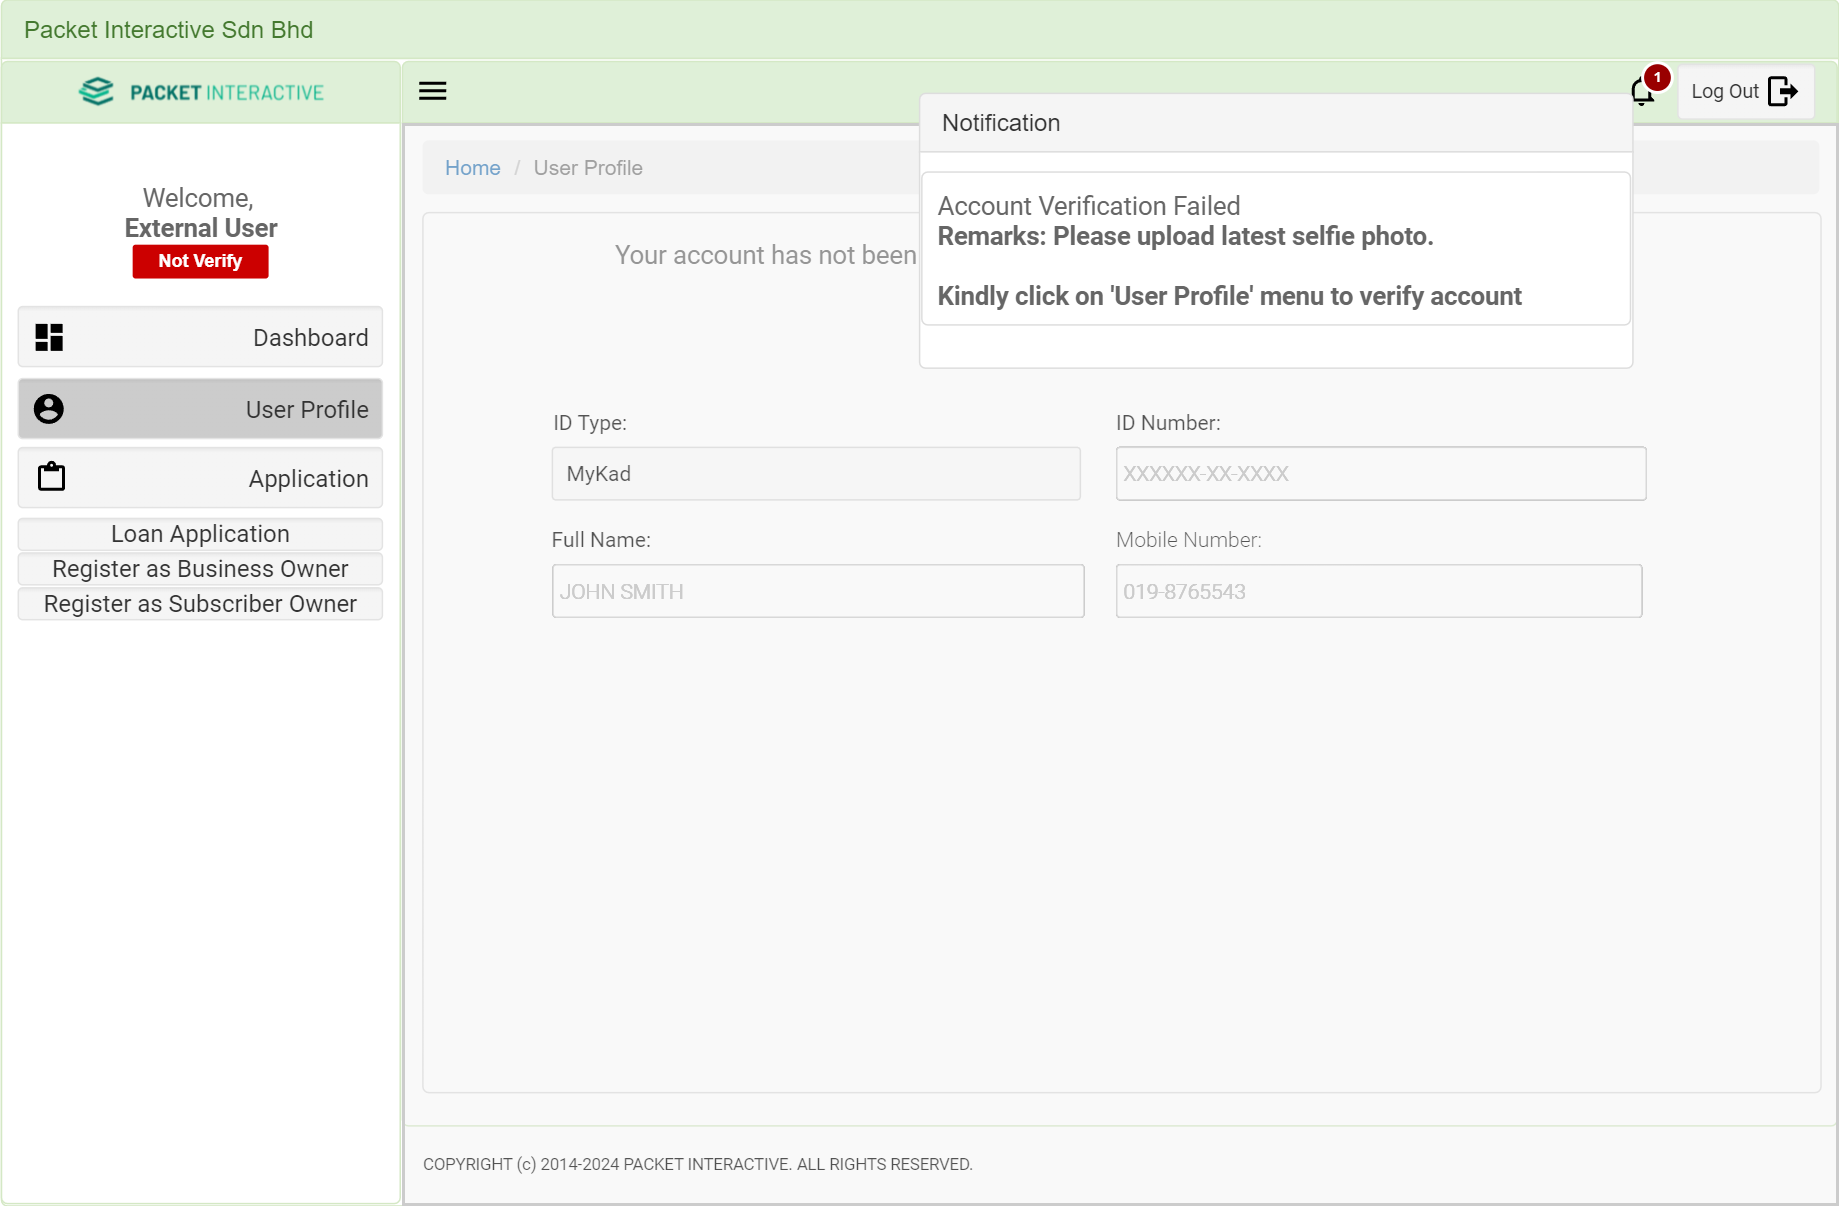 Packet Interactive Sdn Bhd
PACKET INTERACTIVE
1
Log Out
Notification
Account Verification Failed
Remarks: Please upload latest selfie photo.
Kindly click on 'User Profile' menu to verify account
Welcome,
External User
Not Verify
Dashboard
User Profile
Application
Loan Application
Register as Business Owner
Register as Subscriber Owner
Home / User Profile
Your account has not been
ID Type:
ID Number:
MyKad
XXXXXX-XX-XXXX
Full Name:
Mobile Number:
JOHN SMITH
019-8765543
COPYRIGHT (c) 2014-2024 PACKET INTERACTIVE. ALL RIGHTS RESERVED.